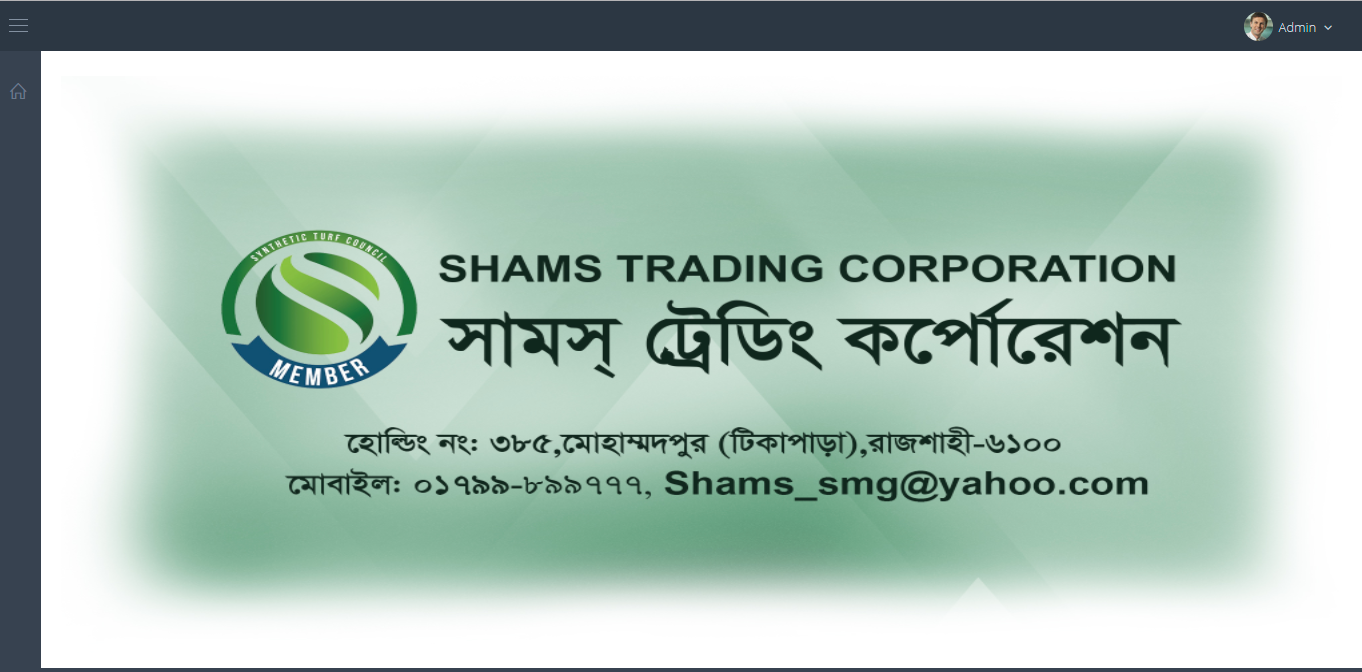 Admin
SYNTHETIC TURF COUNCIL
MEMBER
SHAMS TRADING CORPORATION
সামস্ ট্রেডিং কর্পোরেশন
হোল্ডিং নং: ৩৮৫,মোহাম্মদপুর (টিকাপাড়া),রাজশাহী-৬১০০
মোবাইল: ০১৭৯৯-৮৯৯৭৭৭, Shams_smg@yahoo.com